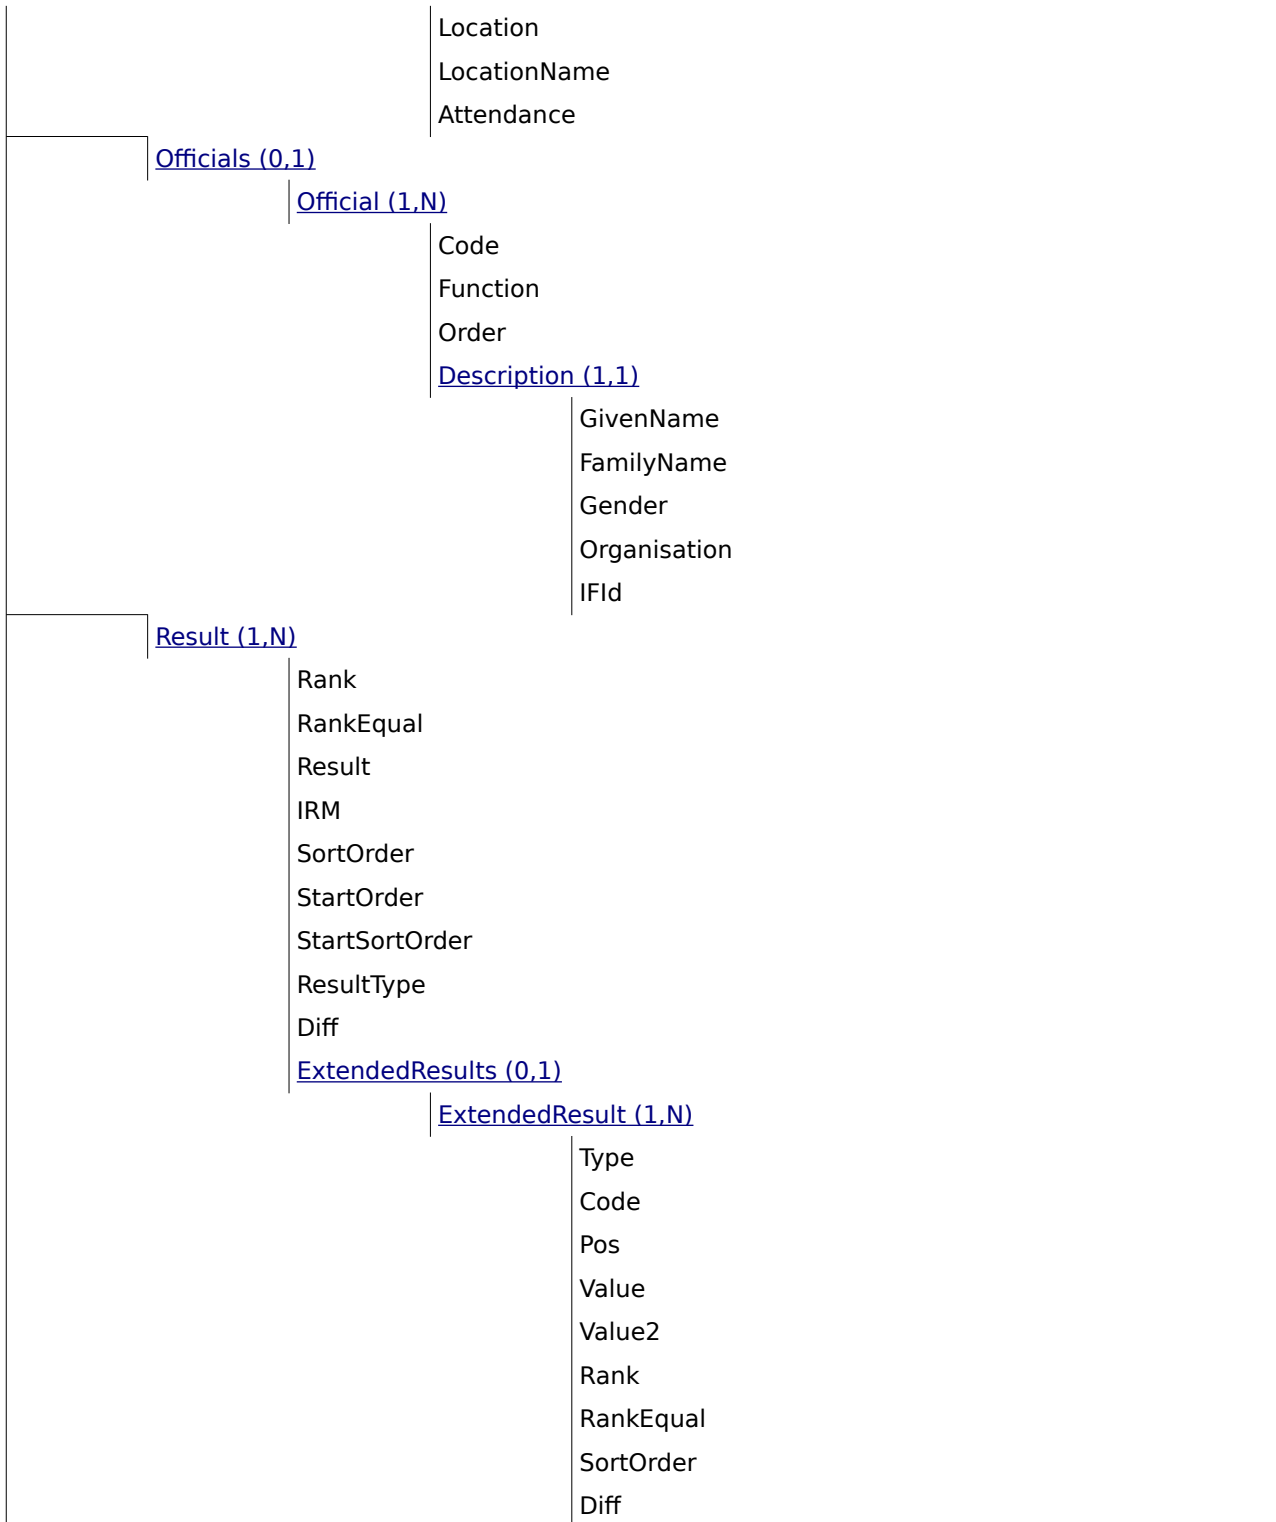 Location
LocationName
Attendance
Officials (0,1)
Official (1,N)
Code
Function
Order
Description (1,1)
GivenName
FamilyName
Gender
Organisation
IFId
Result (1,N)
Rank
RankEqual
Result
IRM
SortOrder
StartOrder
StartSortOrder
ResultType
Diff
ExtendedResults (0,1)
ExtendedResult (1,N)
Type
Code
Pos
Value
Value2
Rank
RankEqual
SortOrder
Diff